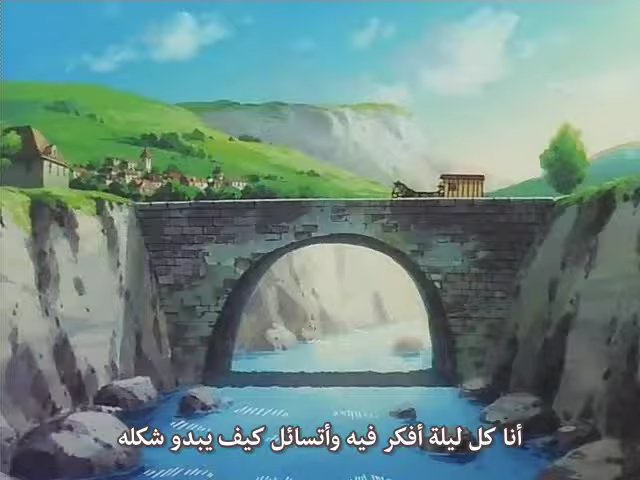 أنا كل ليلة أفكر فيه وأتسائل كيف يبدو شكله